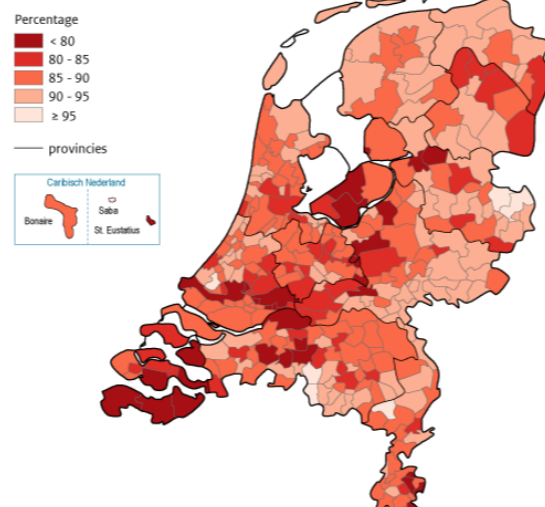 Percentage
< 80
80 - 85
85 - 90
90 - 95
≥ 95
provincies
Caribisch Nederland
Bonaire
Saba
St. Eustatius